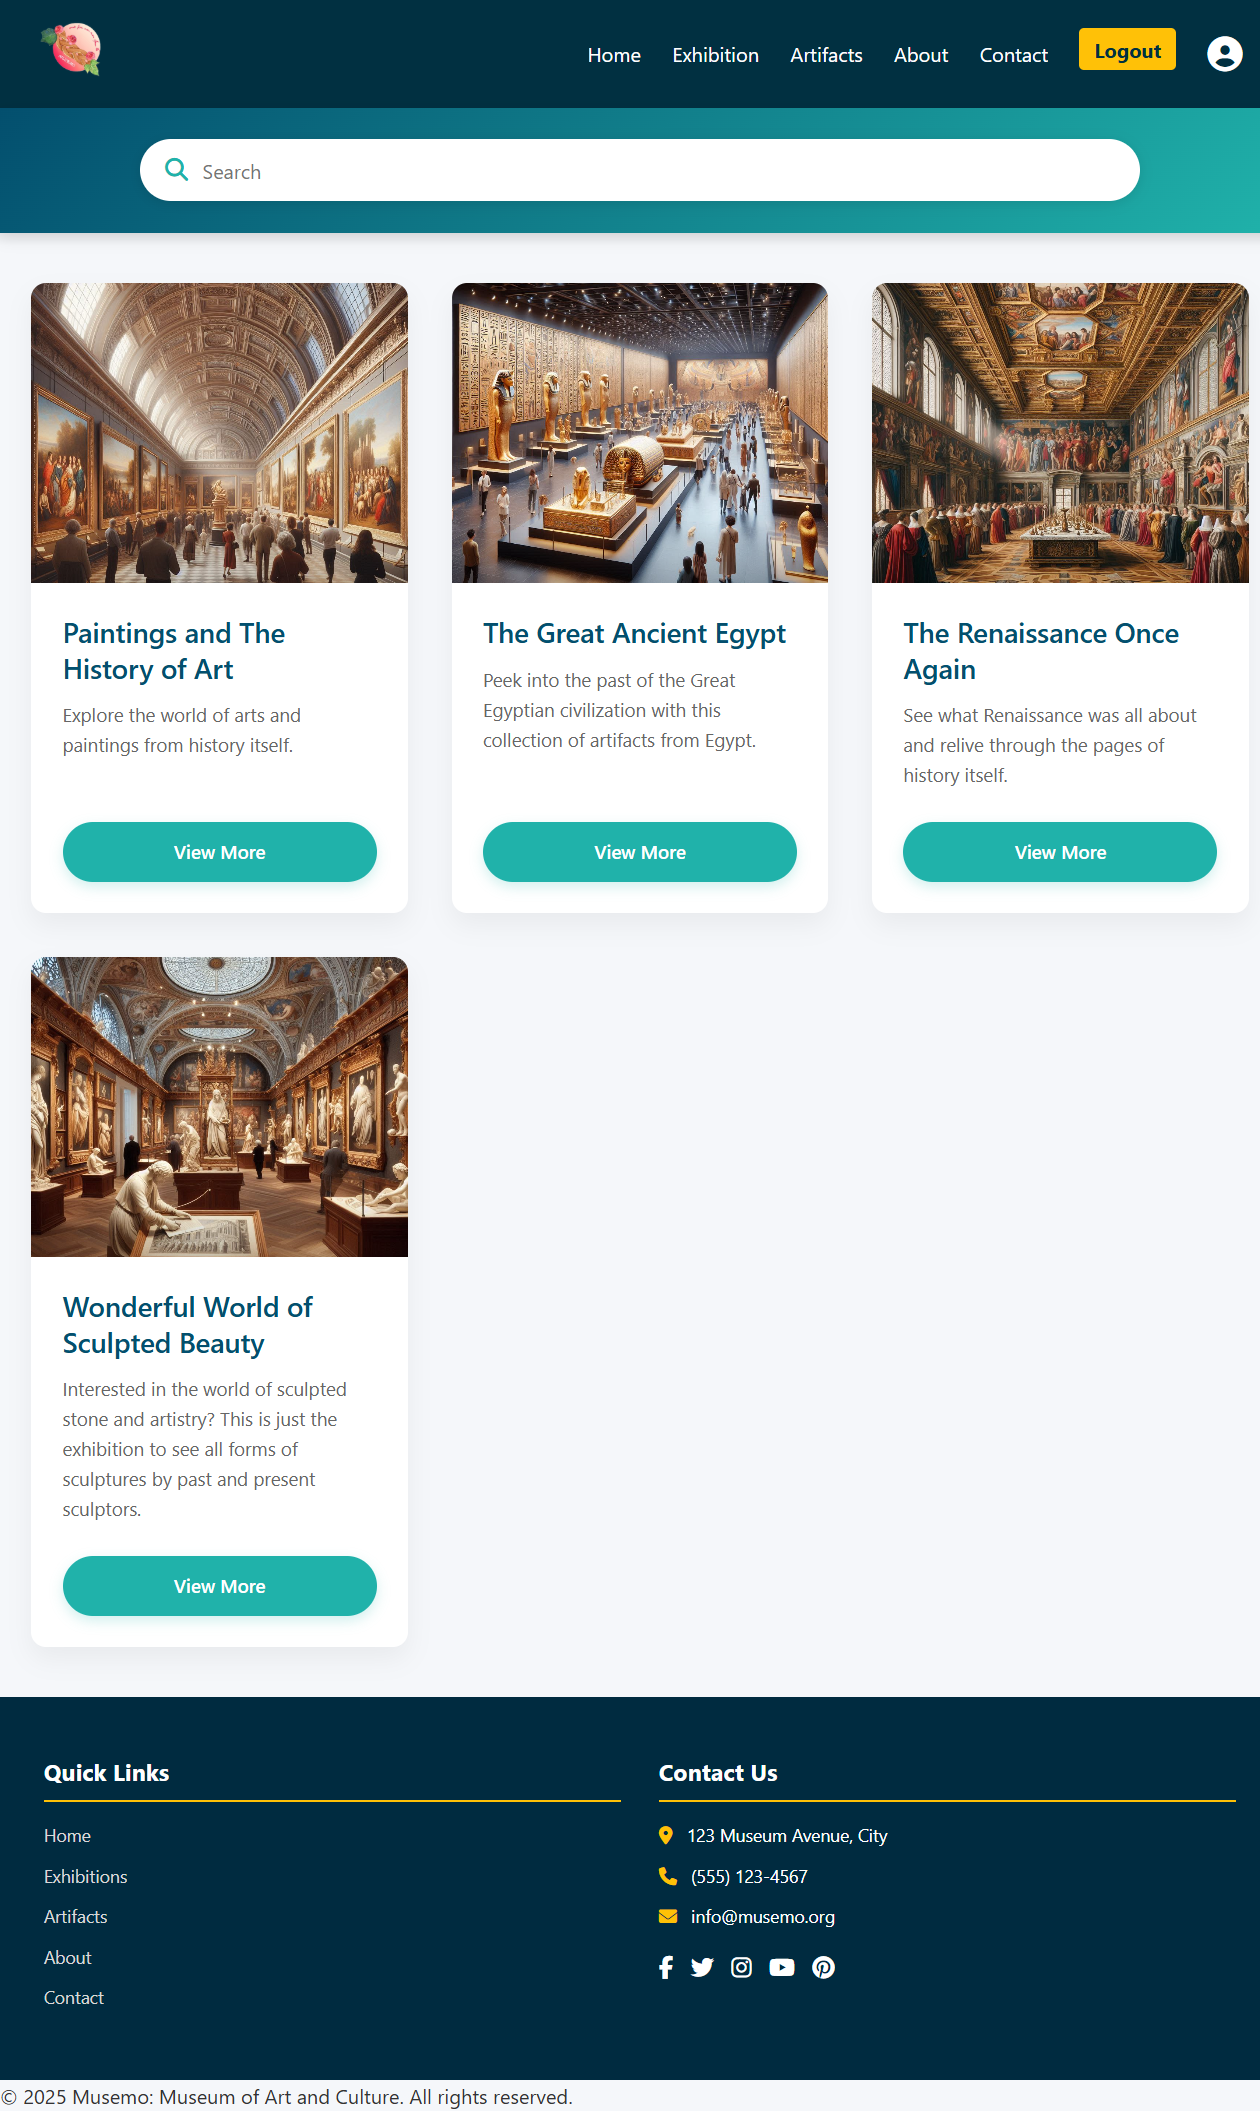 Home Exhibition Artifacts About Contact Logout
Search
Paintings and The
History of Art
Explore the world of arts and
paintings from history itself.
View More
The Great Ancient Egypt
Peek into the past of the Great
Egyptian civilization with this
collection of artifacts from Egypt.
View More
The Renaissance Once
Again
See what Renaissance was all about
and relive through the pages of
history itself.
View More
Wonderful World of
Sculpted Beauty
Interested in the world of sculpted
stone and artistry? This is just the
exhibition to see all forms of
sculptures by past and present
sculptors.
View More
Quick Links
Home
Exhibitions
Artifacts
About
Contact
Contact Us
123 Museum Avenue, City
(555) 123-4567
info@musemo.org
© 2025 Musemo: Museum of Art and Culture. All rights reserved.